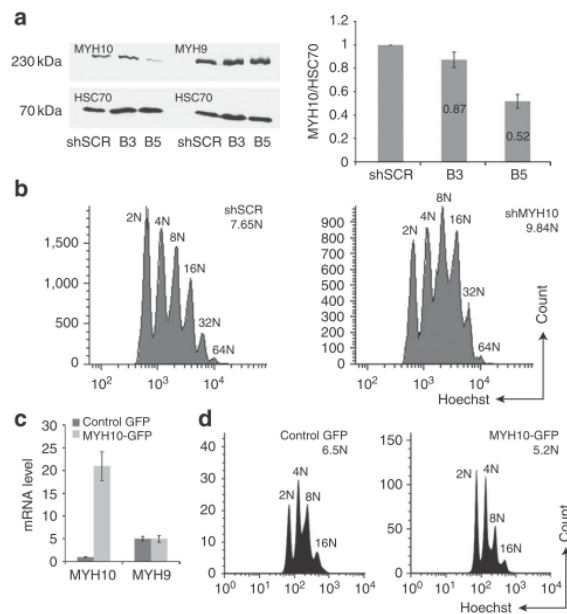 a
MYH10 MYH9
230 kDa
HSC70 HSC70
70 kDa
shSCR B3 B5 shSCR B3 B5
MYH10/HSC70
1.2
1
0.8
0.6
0.4
0.2
0
0.87
0.52
shSCR B3 B5
b
shSCR
7.65N
2N 4N 8N 16N 32N 64N
1,500
1,000
500
0
10² 10³ 10⁴
shMYH10
9.84N
2N 4N 8N 16N 32N 64N
900
800
700
600
500
400
300
200
100
0
10² 10³ 10⁴
Count
Hoechst
c
Control GFP
MYH10-GFP
mRNA level
30
25
20
15
10
5
0
MYH10 MYH9
d
Control GFP
6.5N
2N 4N 8N 16N
40
30
20
10
0
10⁰ 10¹ 10² 10³ 10⁴
MYH10-GFP
5.2N
2N 4N 8N 16N
150
100
50
0
10⁰ 10¹ 10² 10³ 10⁴
Count
Hoechst